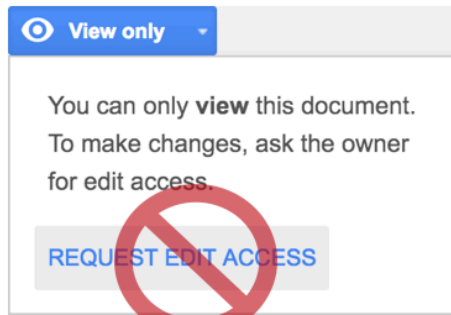 View only
You can only view this document.
To make changes, ask the owner
for edit access.
REQUEST EDIT ACCESS